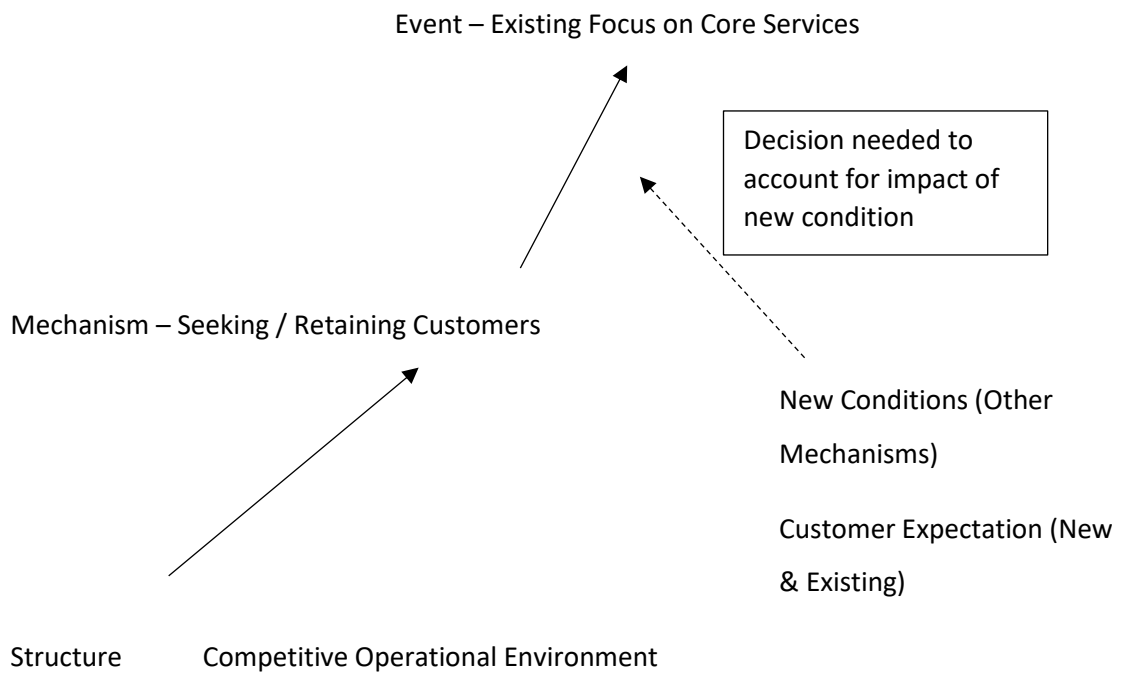 Event – Existing Focus on Core Services
Decision needed to
account for impact of
new condition
Mechanism – Seeking / Retaining Customers
New Conditions (Other
Mechanisms)
Customer Expectation (New
& Existing)
Structure Competitive Operational Environment